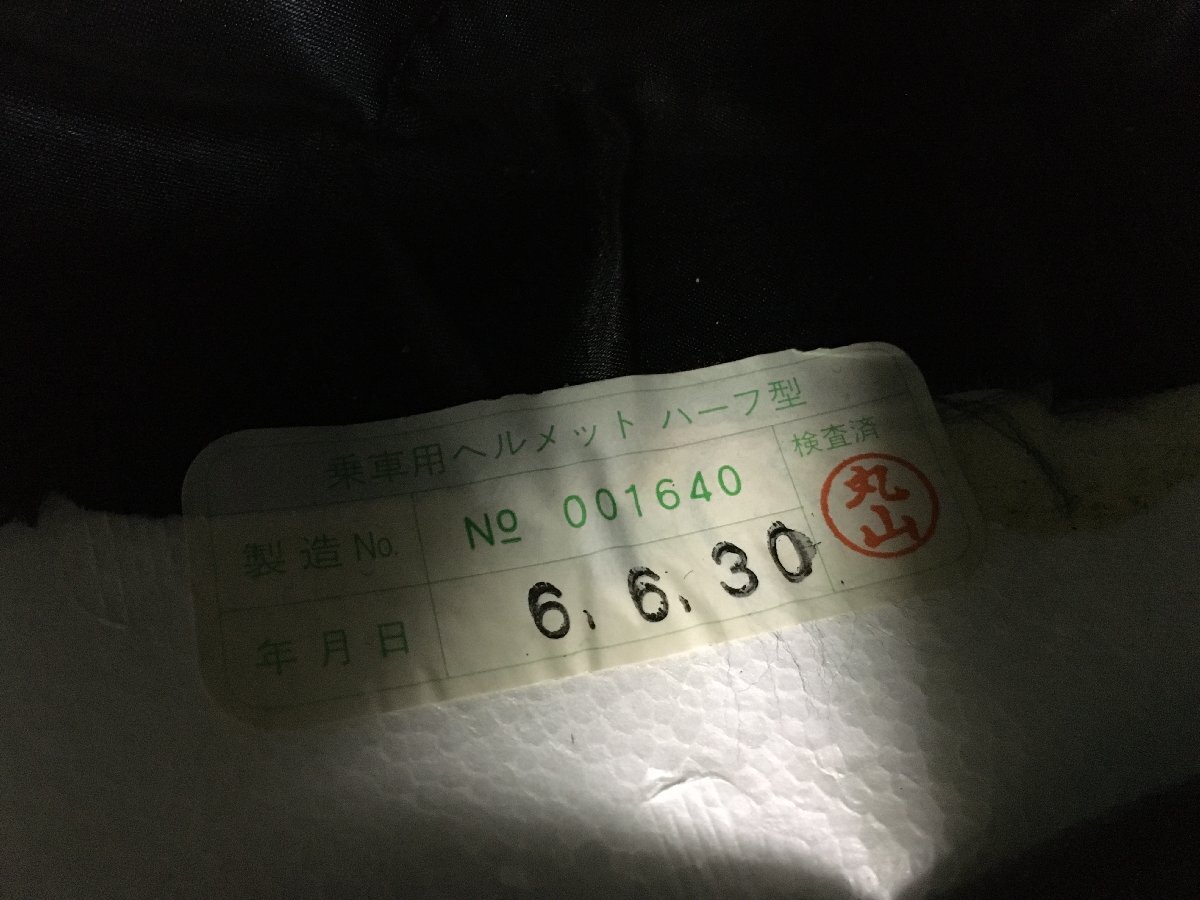 乗車用ヘルメット ハーフ型
製造No. № 001640
検査済
丸山
年月日 6. 6. 30